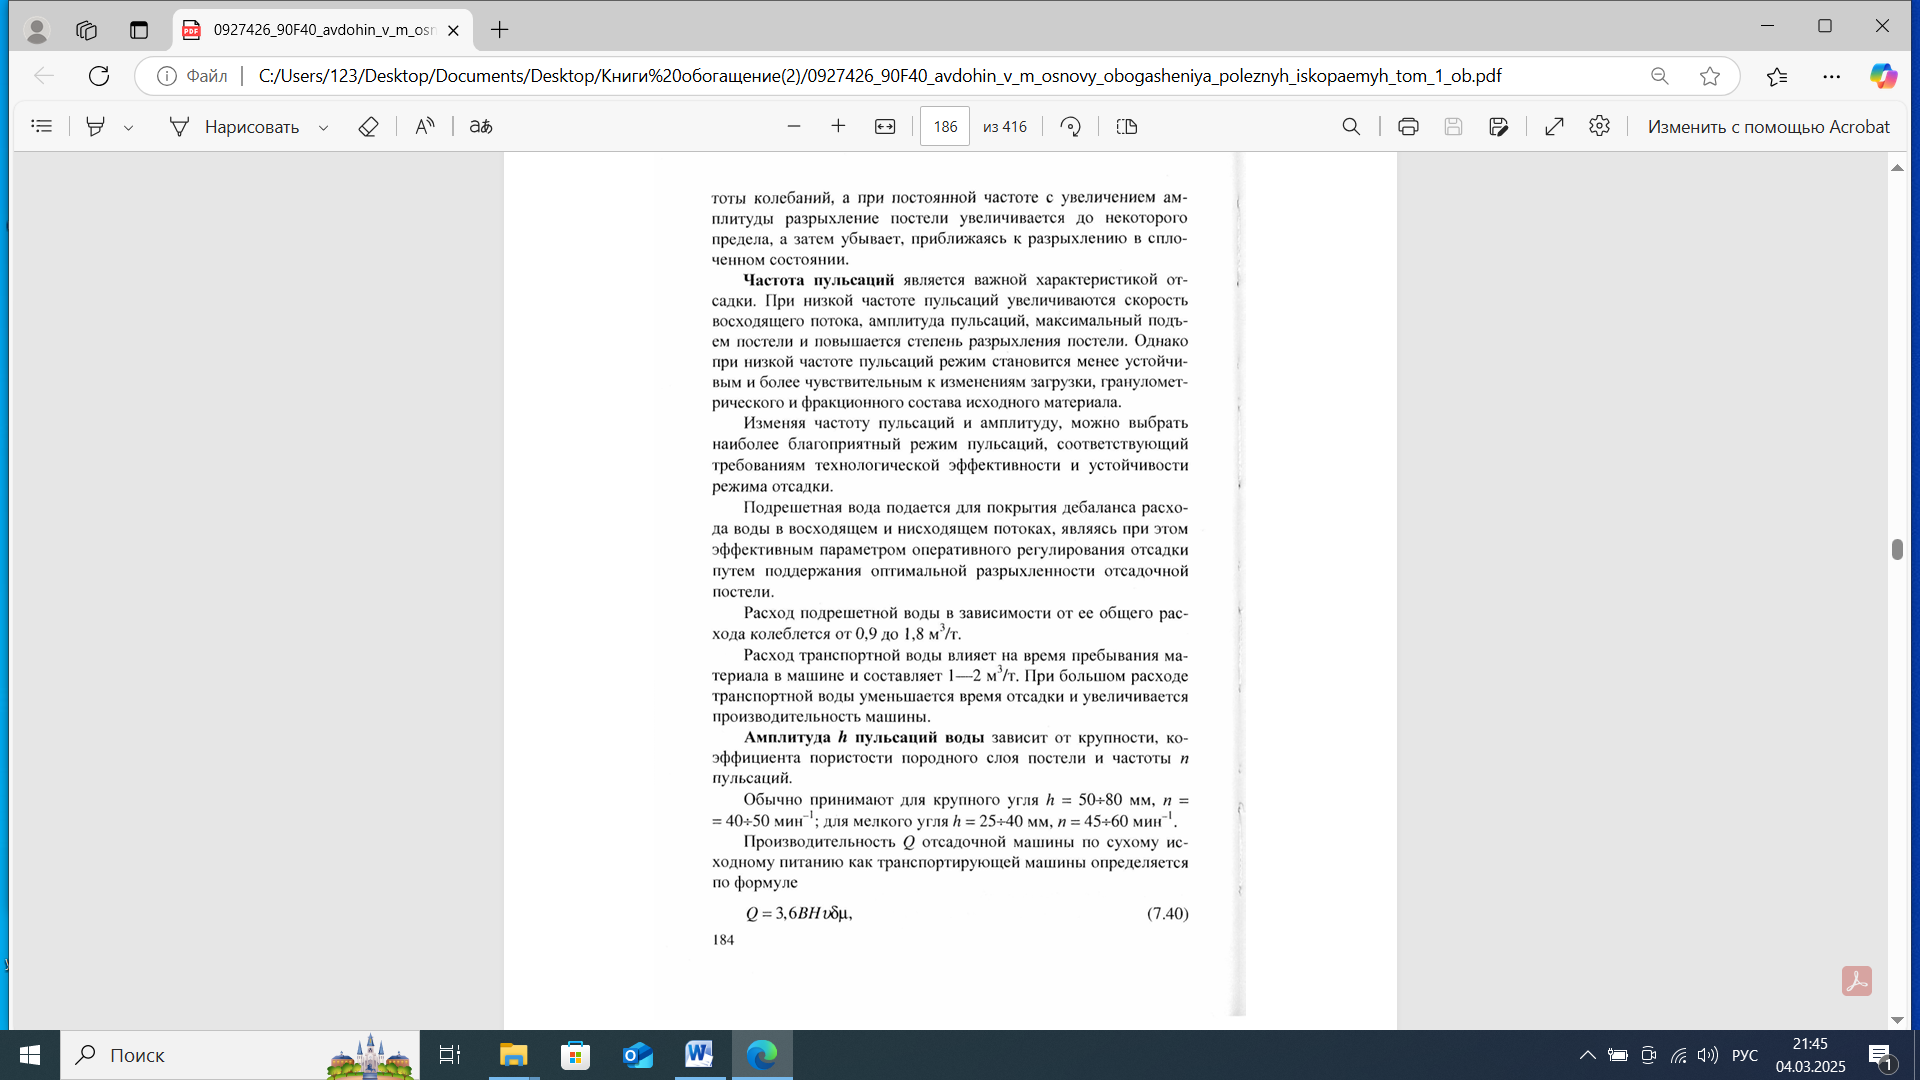 0927426_90F40_avdohin_v_m_osn
Файл
C:/Users/123/Desktop/Documents/Desktop/Книги%20обогащение(2)/0927426_90F40_avdohin_v_m_osnovy_obogasheniya_poleznyh_iskopaemyh_tom_1_ob.pdf
Нарисовать
aあ
186 из 416
Изменить с помощью Acrobat
тоты колебаний, а при постоянной частоте с увеличением ам-
плитуды разрыхление постели увеличивается до некоторого
предела, а затем убывает, приближаясь к разрыхлению в спло-
ченном состоянии.
Частота пульсаций является важной характеристикой от-
садки. При низкой частоте пульсаций увеличиваются скорость
восходящего потока, амплитуда пульсаций, максимальный подъ-
ем постели и повышается степень разрыхления постели. Однако
при низкой частоте пульсаций режим становится менее устойчи-
вым и более чувствительным к изменениям загрузки, грануломет-
рического и фракционного состава исходного материала.
Изменяя частоту пульсаций и амплитуду, можно выбрать
наиболее благоприятный режим пульсаций, соответствующий
требованиям технологической эффективности и устойчивости
режима отсадки.
Подрешетная вода подается для покрытия дебаланса расхо-
да воды в восходящем и нисходящем потоках, являясь при этом
эффективным параметром оперативного регулирования отсадки
путем поддержания оптимальной разрыхленности отсадочной
постели.
Расход подрешетной воды в зависимости от ее общего рас-
хода колеблется от 0,9 до 1,8 м³/т.
Расход транспортной воды влияет на время пребывания ма-
териала в машине и составляет 1—2 м³/т. При большом расходе
транспортной воды уменьшается время отсадки и увеличивается
производительность машины.
Амплитуда h пульсаций воды зависит от крупности, ко-
эффициента пористости породного слоя постели и частоты n
пульсаций.
Обычно принимают для крупного угля h = 50÷80 мм, n =
= 40÷50 мин⁻¹; для мелкого угля h = 25÷40 мм, n = 45÷60 мин⁻¹.
Производительность Q отсадочной машины по сухому ис-
ходному питанию как транспортирующей машины определяется
по формуле
Q = 3,6BHυδμ, (7.40)
184
Поиск
РУС
21:45
04.03.2025
1